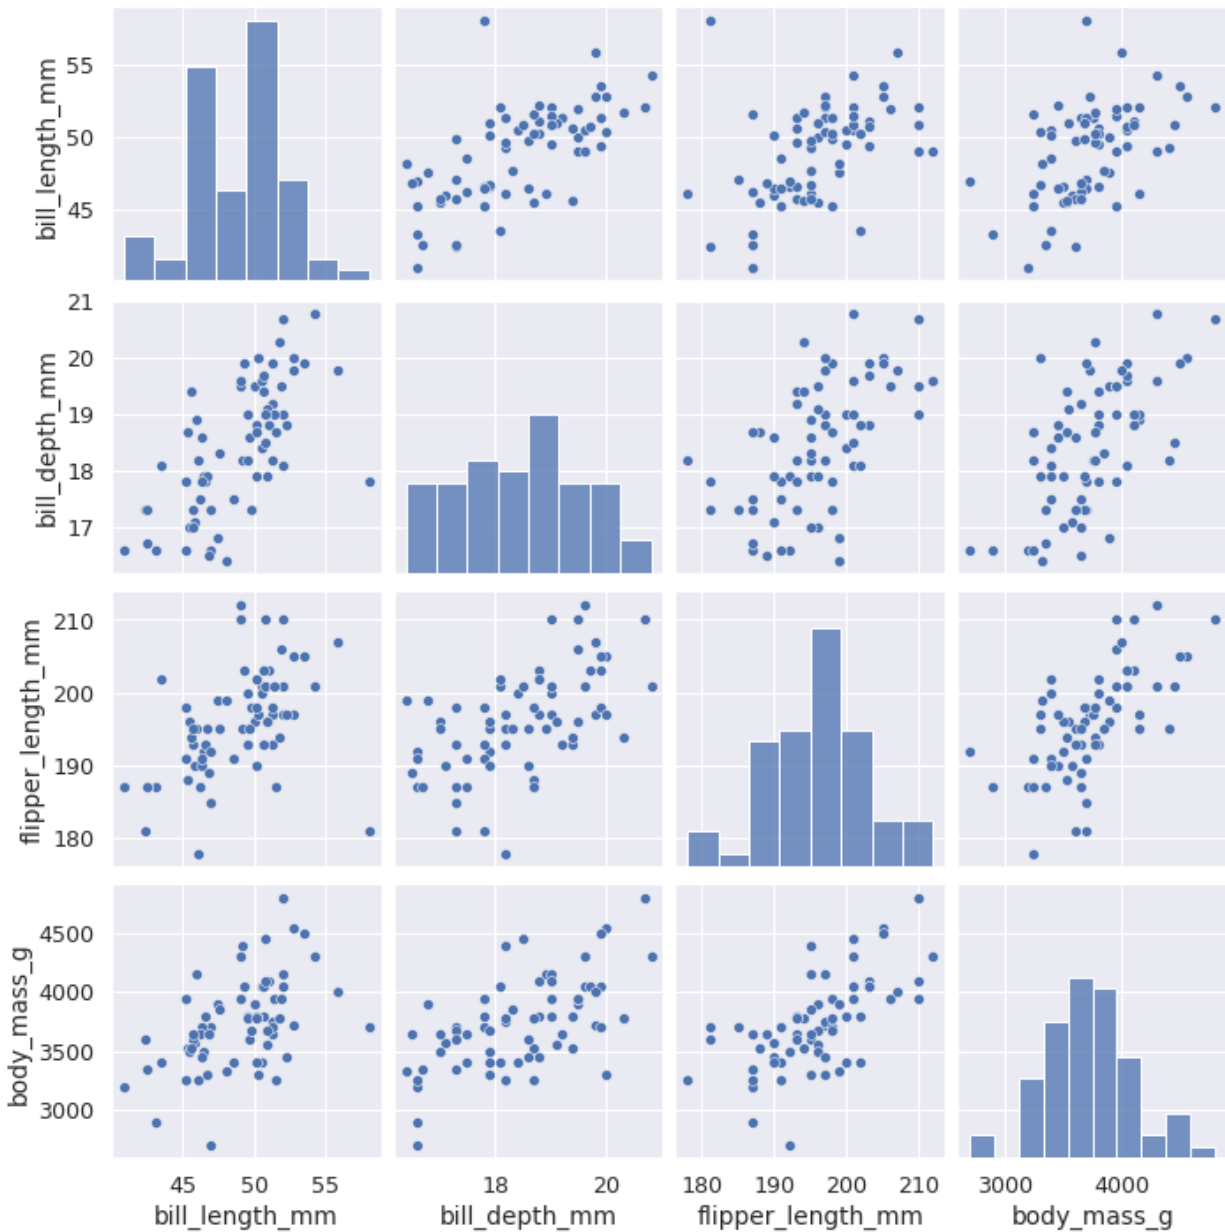 bill_length_mm
55
50
45
bill_depth_mm
21
20
19
18
17
flipper_length_mm
210
200
190
180
body_mass_g
4500
4000
3500
3000
45 50 55
18 20
180 190 200 210
3000 4000
bill_length_mm
bill_depth_mm
flipper_length_mm
body_mass_g